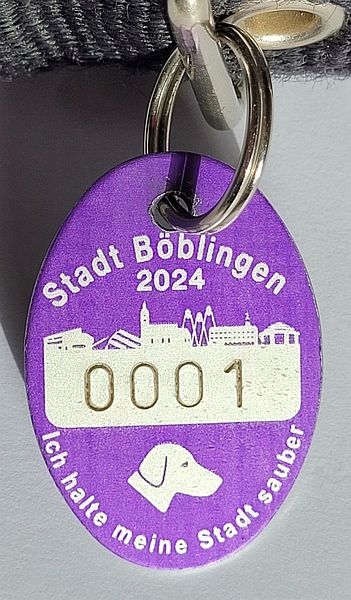 Stadt Böblingen
2024
0001
Ich halte meine Stadt sauber